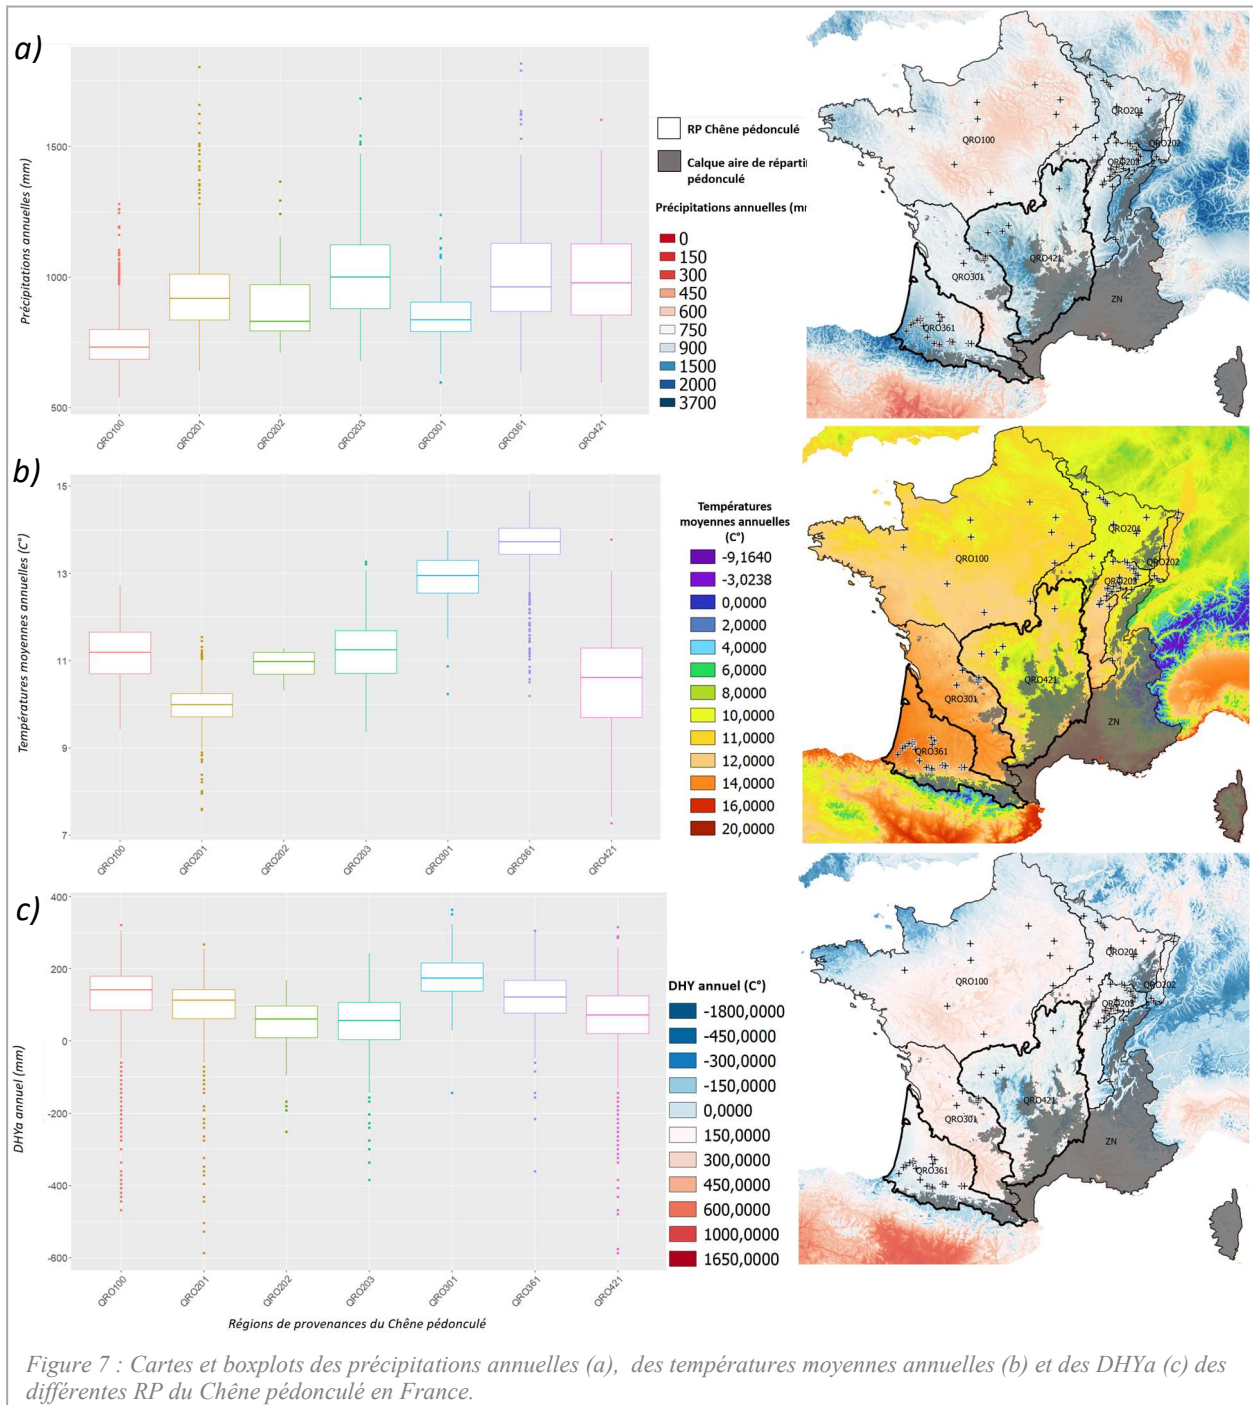 a)
Précipitations annuelles (mm)
1500
1000
500
QRO100
QRO201
QRO202
QRO203
QRO301
QRO361
QRO421
RP Chêne pédonculé
Calque aire de réparti
pédonculé
Précipitations annuelles (mm
0
150
300
450
600
750
900
1500
2000
3700
QRO100
QRO201
QRO202
QRO203
QRO421
QRO301
QRO361
ZN
b)
Températures moyennes annuelles (C°)
15
13
11
9
7
QRO100
QRO201
QRO202
QRO203
QRO301
QRO361
QRO421
Températures
moyennes annuelles
(C°)
-9,1640
-3,0238
0,0000
2,0000
4,0000
6,0000
8,0000
10,0000
11,0000
12,0000
14,0000
16,0000
20,0000
QRO100
QRO201
QRO202
QRO203
QRO421
QRO301
QRO361
ZN
c)
DHYa annuel (mm)
400
200
0
-200
-400
-600
QRO100
QRO201
QRO202
QRO203
QRO301
QRO361
QRO421
Régions de provenances du Chêne pédonculé
DHY annuel (C°)
-1800,0000
-450,0000
-300,0000
-150,0000
0,0000
150,0000
300,0000
450,0000
600,0000
1000,0000
1650,0000
QRO100
QRO201
QRO202
QRO203
QRO421
QRO301
QRO361
ZN
Figure 7 : Cartes et boxplots des précipitations annuelles (a), des températures moyennes annuelles (b) et des DHYa (c) des
différentes RP du Chêne pédonculé en France.